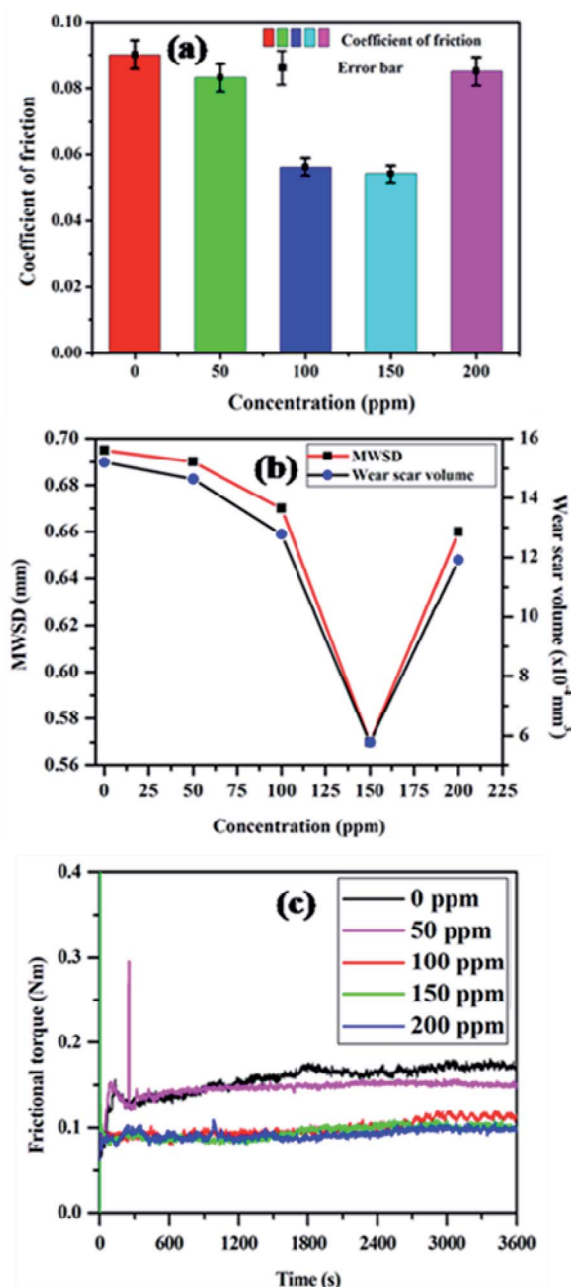 (a)
Coefficient of friction
Error bar
0.10
0.08
0.06
0.04
0.02
0.00
Coefficient of friction
0 50 100 150 200
Concentration (ppm)
(b)
MWSD
Wear scar volume
0.70
0.68
0.66
0.64
0.62
0.60
0.58
0.56
MWSD (mm)
16
14
12
10
8
6
Wear scar volume (x10⁻⁴ mm³)
0 25 50 75 100 125 150 175 200 225
Concentration (ppm)
(c)
0 ppm
50 ppm
100 ppm
150 ppm
200 ppm
0.4
0.3
0.2
0.1
0.0
Frictional torque (Nm)
0 600 1200 1800 2400 3000 3600
Time (s)